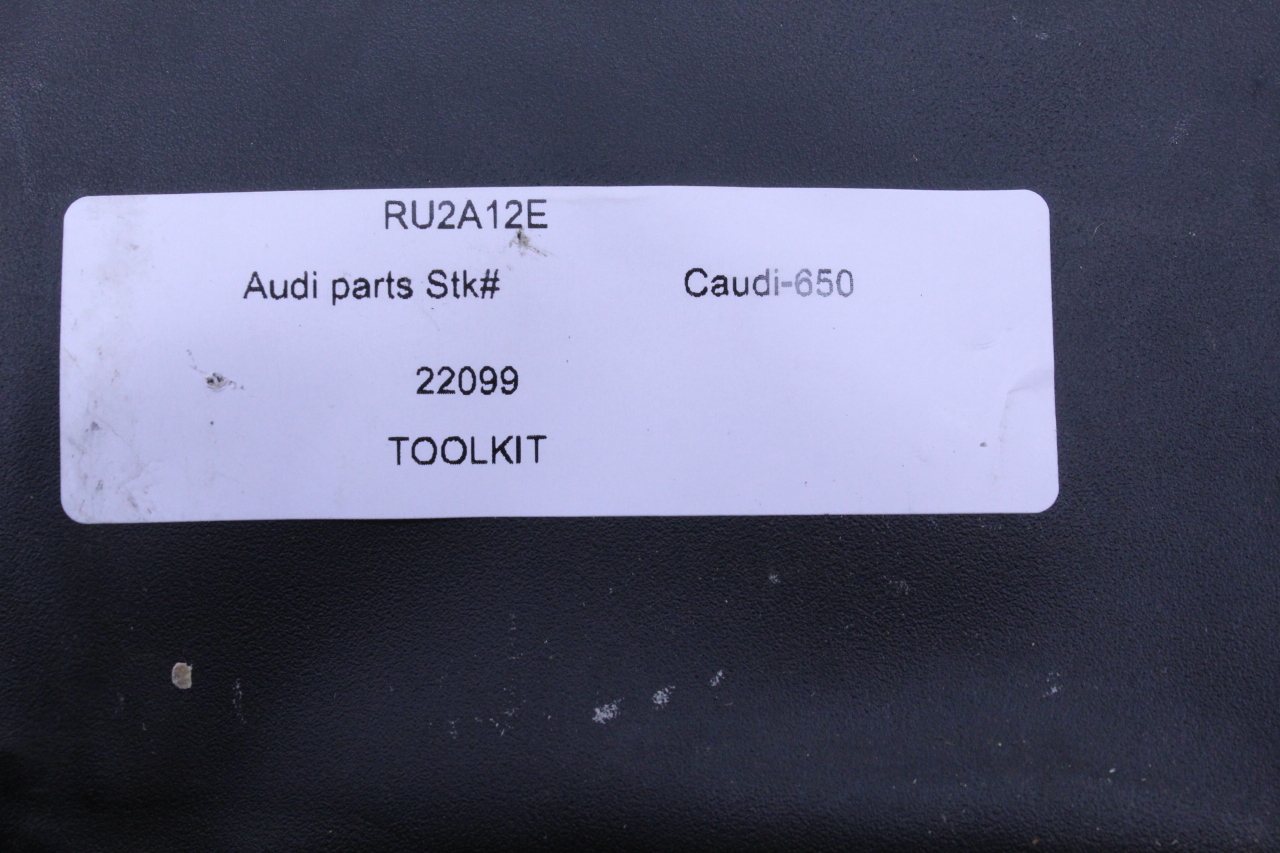 RU2A12E
Audi parts Stk# Caudi-650
22099
TOOLKIT